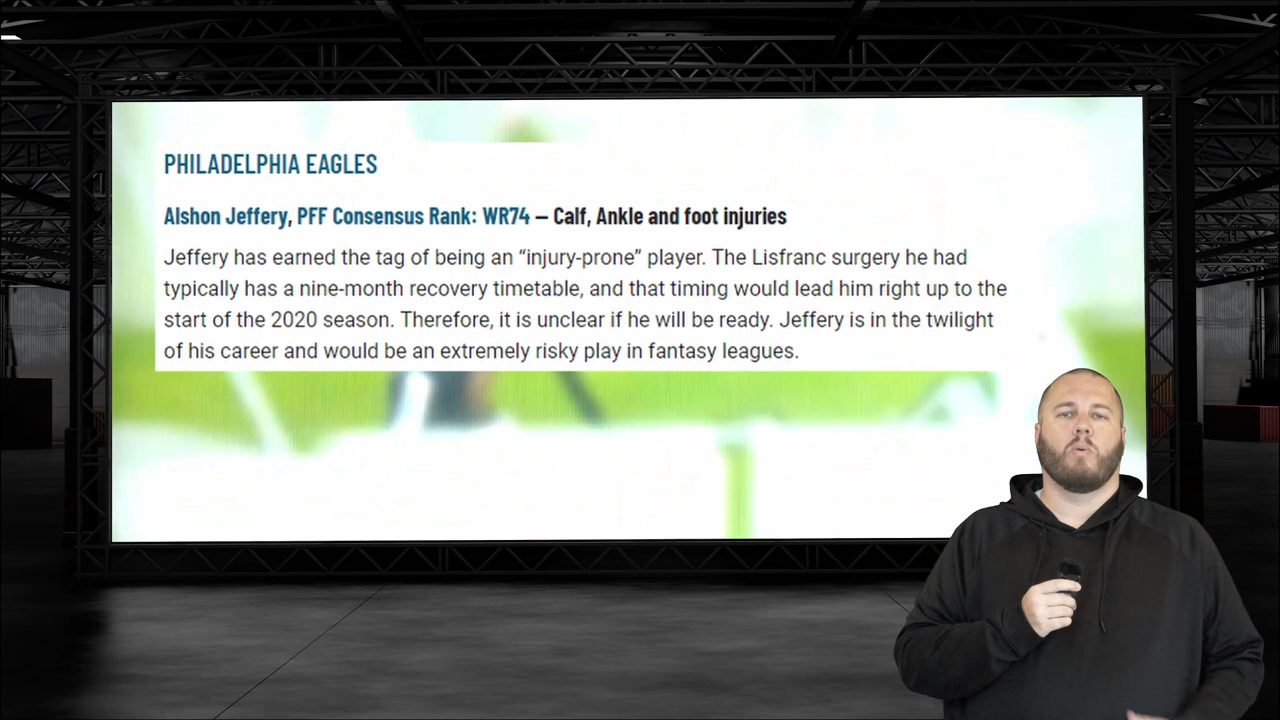 PHILADELPHIA EAGLES
Alshon Jeffery, PFF Consensus Rank: WR74 – Calf, Ankle and foot injuries
Jeffery has earned the tag of being an “injury-prone” player. The Lisfranc surgery he had
typically has a nine-month recovery timetable, and that timing would lead him right up to the
start of the 2020 season. Therefore, it is unclear if he will be ready. Jeffery is in the twilight
of his career and would be an extremely risky play in fantasy leagues.